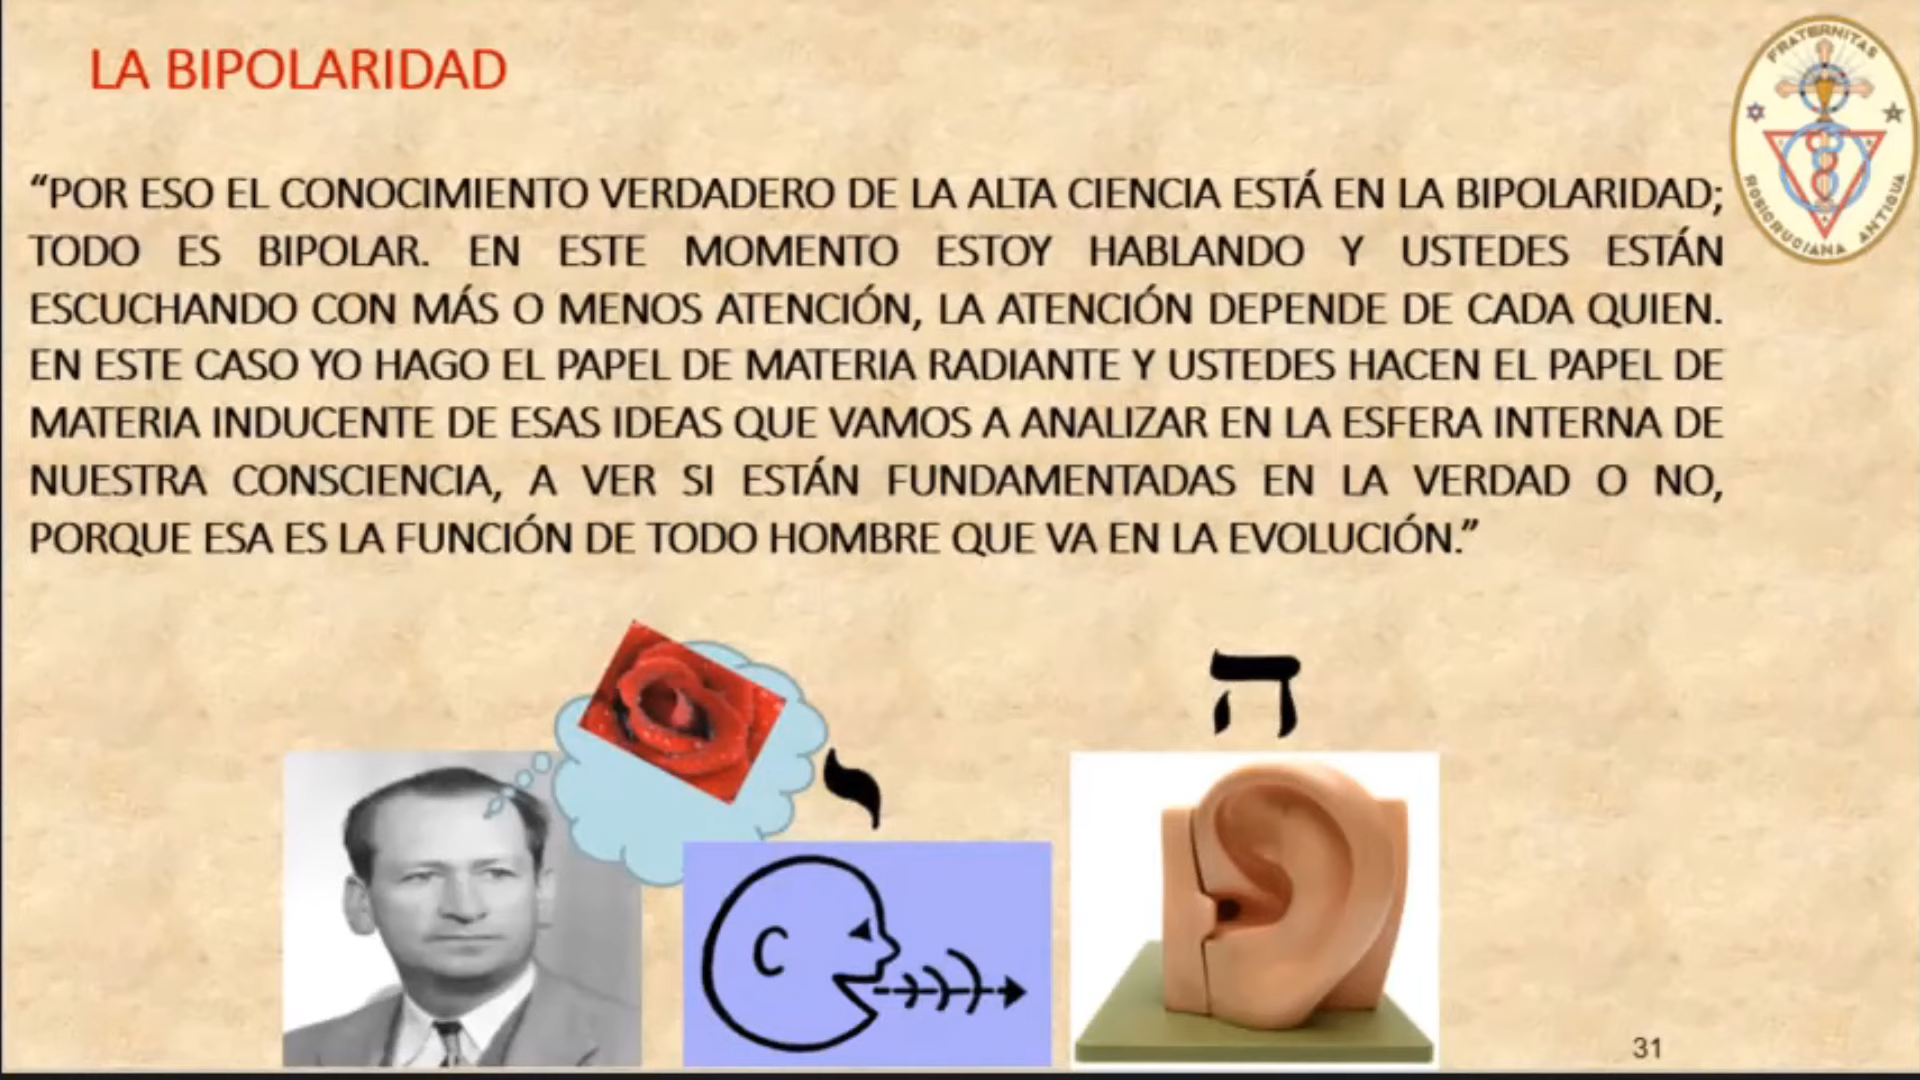 LA BIPOLARIDAD
“POR ESO EL CONOCIMIENTO VERDADERO DE LA ALTA CIENCIA ESTÁ EN LA BIPOLARIDAD;
TODO ES BIPOLAR. EN ESTE MOMENTO ESTOY HABLANDO Y USTEDES ESTÁN
ESCUCHANDO CON MÁS O MENOS ATENCIÓN, LA ATENCIÓN DEPENDE DE CADA QUIEN.
EN ESTE CASO YO HAGO EL PAPEL DE MATERIA RADIANTE Y USTEDES HACEN EL PAPEL DE
MATERIA INDUCENTE DE ESAS IDEAS QUE VAMOS A ANALIZAR EN LA ESFERA INTERNA DE
NUESTRA CONSCIENCIA, A VER SI ESTÁN FUNDAMENTADAS EN LA VERDAD O NO,
PORQUE ESA ES LA FUNCIÓN DE TODO HOMBRE QUE VA EN LA EVOLUCIÓN.”
FRATERNITAS
ROSICRUCIANA ANTIQUA
י
ה
C
31